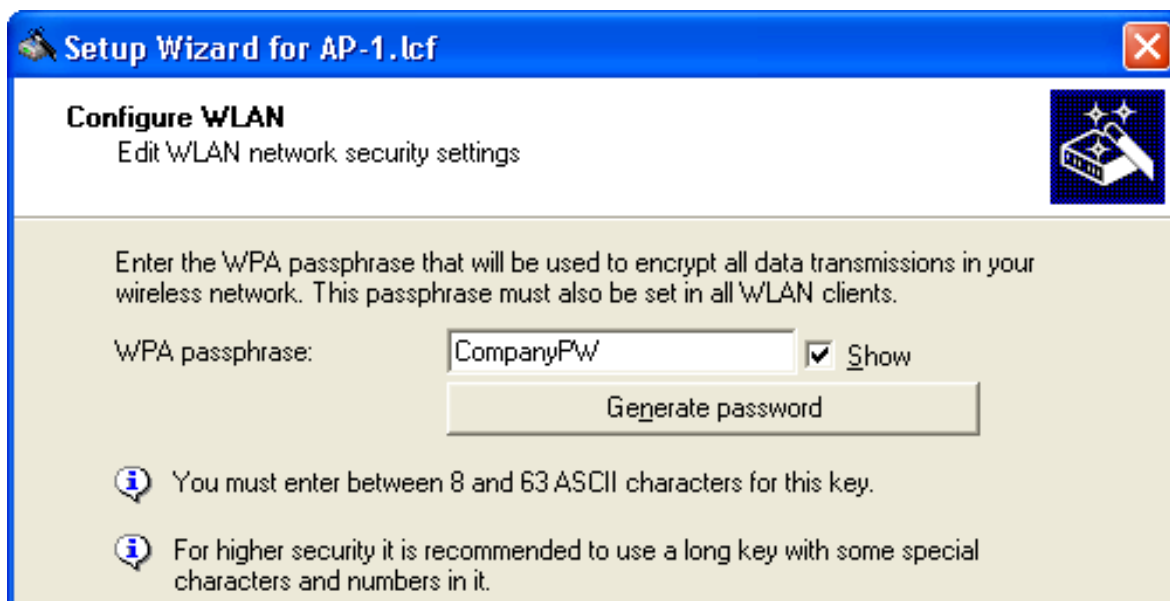 Setup Wizard for AP-1.lcf
Configure WLAN
Edit WLAN network security settings
Enter the WPA passphrase that will be used to encrypt all data transmissions in your
wireless network. This passphrase must also be set in all WLAN clients.
WPA passphrase: CompanyPW Show
Generate password
You must enter between 8 and 63 ASCII characters for this key.
For higher security it is recommended to use a long key with some special
characters and numbers in it.